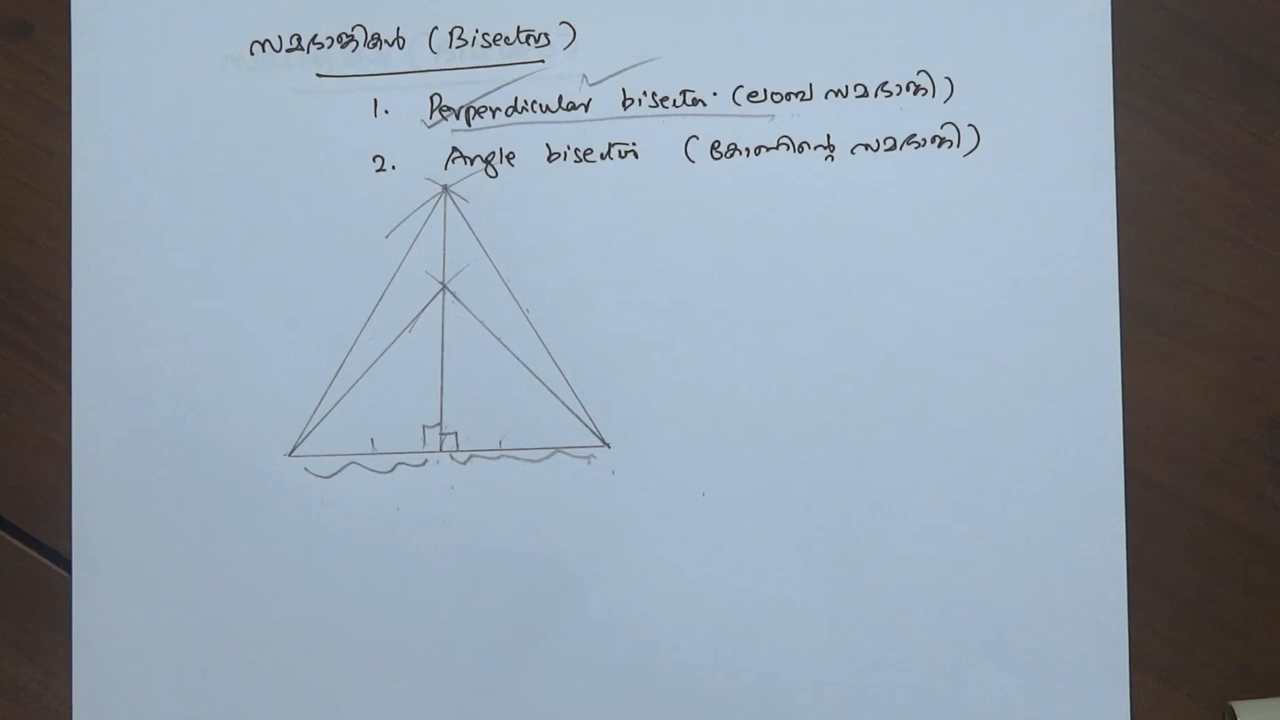 സമഭാജികൾ (Bisectors)
1. Perpendicular bisector. (ലംബ സമഭാജി)
2. Angle bisector (കോണിന്റെ സമഭാജി)